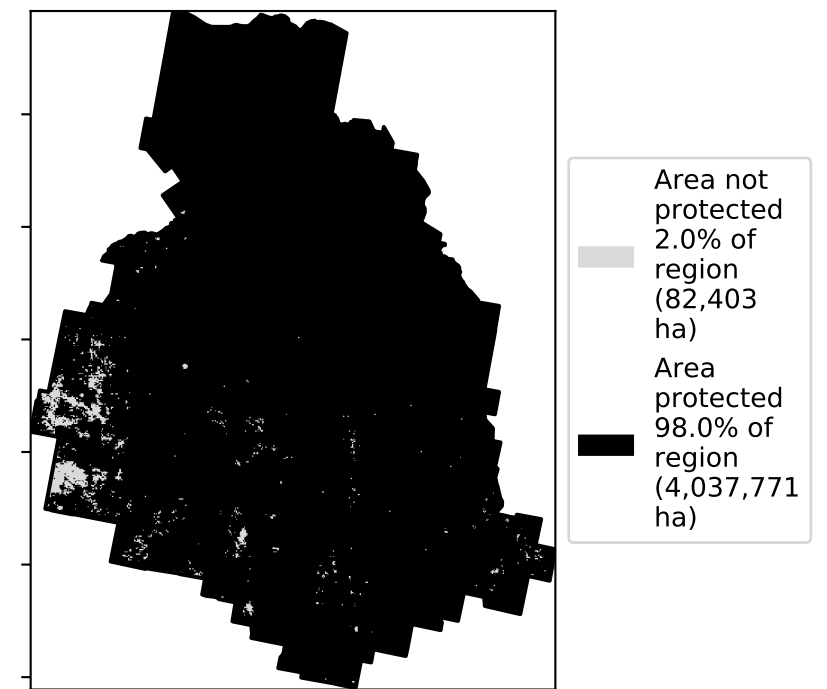 Area not
protected
2.0% of
region
(82,403
ha)
Area
protected
98.0% of
region
(4,037,771
ha)